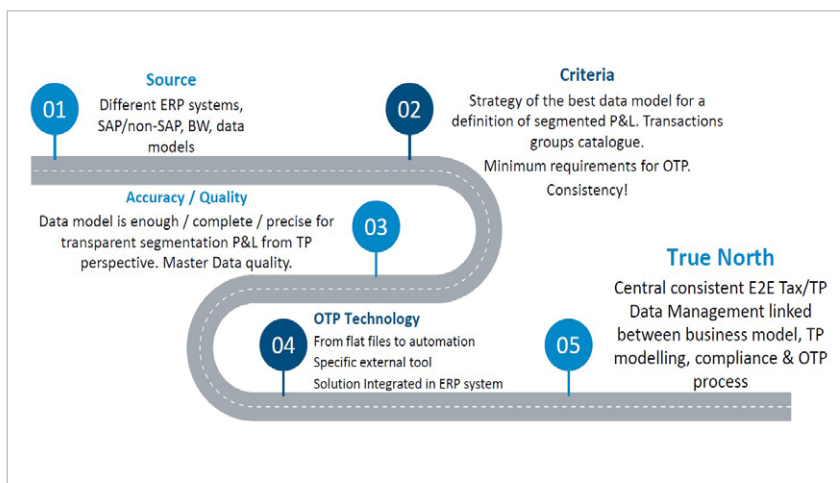 Source
01
Different ERP systems,
SAP/non-SAP, BW, data
models
02
Criteria
Strategy of the best data model for a
definition of segmented P&L. Transactions
groups catalogue.
Minimum requirements for OTP.
Consistency!
Accuracy / Quality
Data model is enough / complete / precise for
transparent segmentation P&L from TP
perspective. Master Data quality.
03
OTP Technology
04
From flat files to automation
Specific external tool
Solution Integrated in ERP system
05
True North
Central consistent E2E Tax/TP
Data Management linked
between business model, TP
modelling, compliance & OTP
process